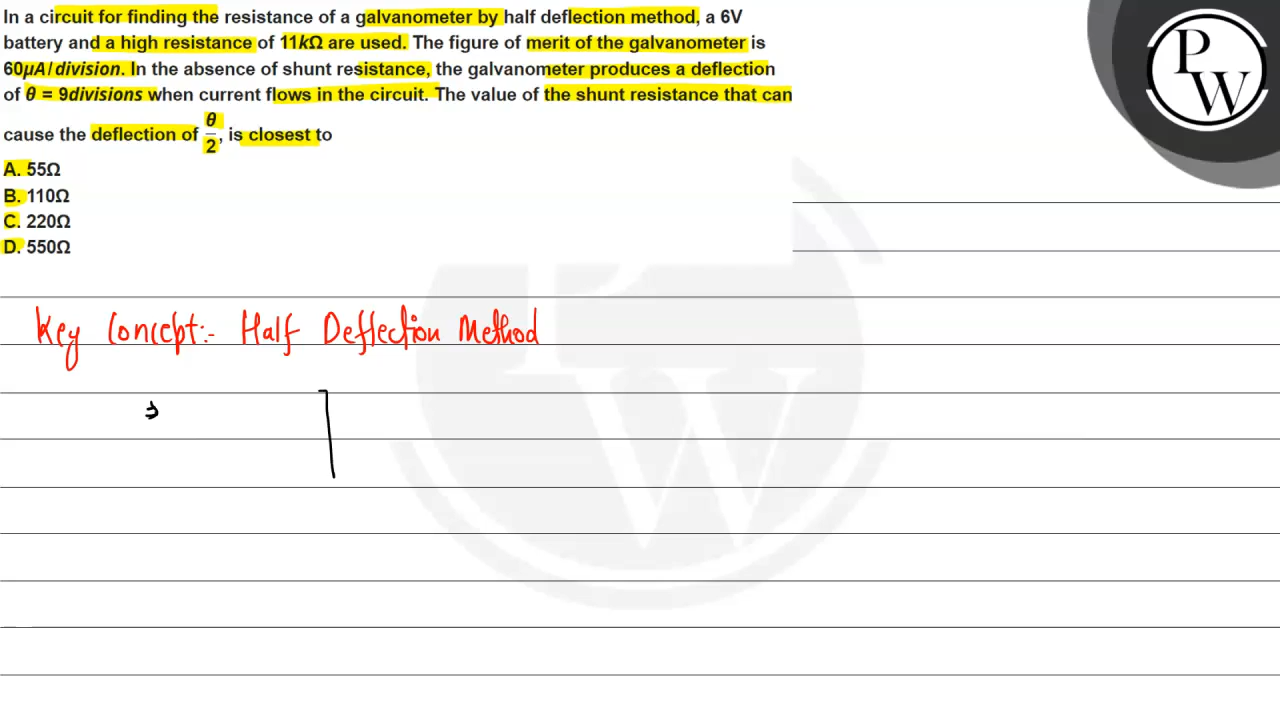 In a circuit for finding the resistance of a galvanometer by half deflection method, a 6V
battery and a high resistance of 11kΩ are used. The figure of merit of the galvanometer is
60μA/division. In the absence of shunt resistance, the galvanometer produces a deflection
of θ = 9divisions when current flows in the circuit. The value of the shunt resistance that can
cause the deflection of θ/2, is closest to
A. 55Ω
B. 110Ω
C. 220Ω
D. 550Ω
Key Concept:- Half Deflection Method
⇒
P
W